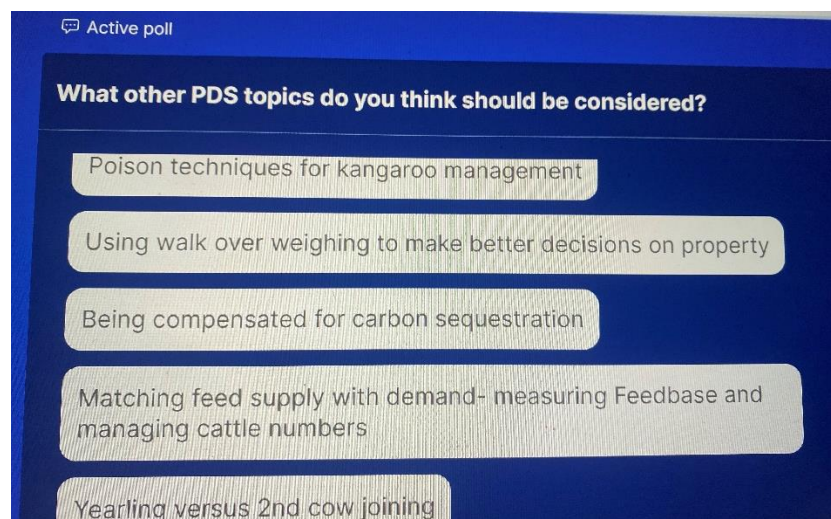 Active poll
What other PDS topics do you think should be considered?
Poison techniques for kangaroo management
Using walk over weighing to make better decisions on property
Being compensated for carbon sequestration
Matching feed supply with demand- measuring Feedbase and
managing cattle numbers
Yearling versus 2nd cow joining